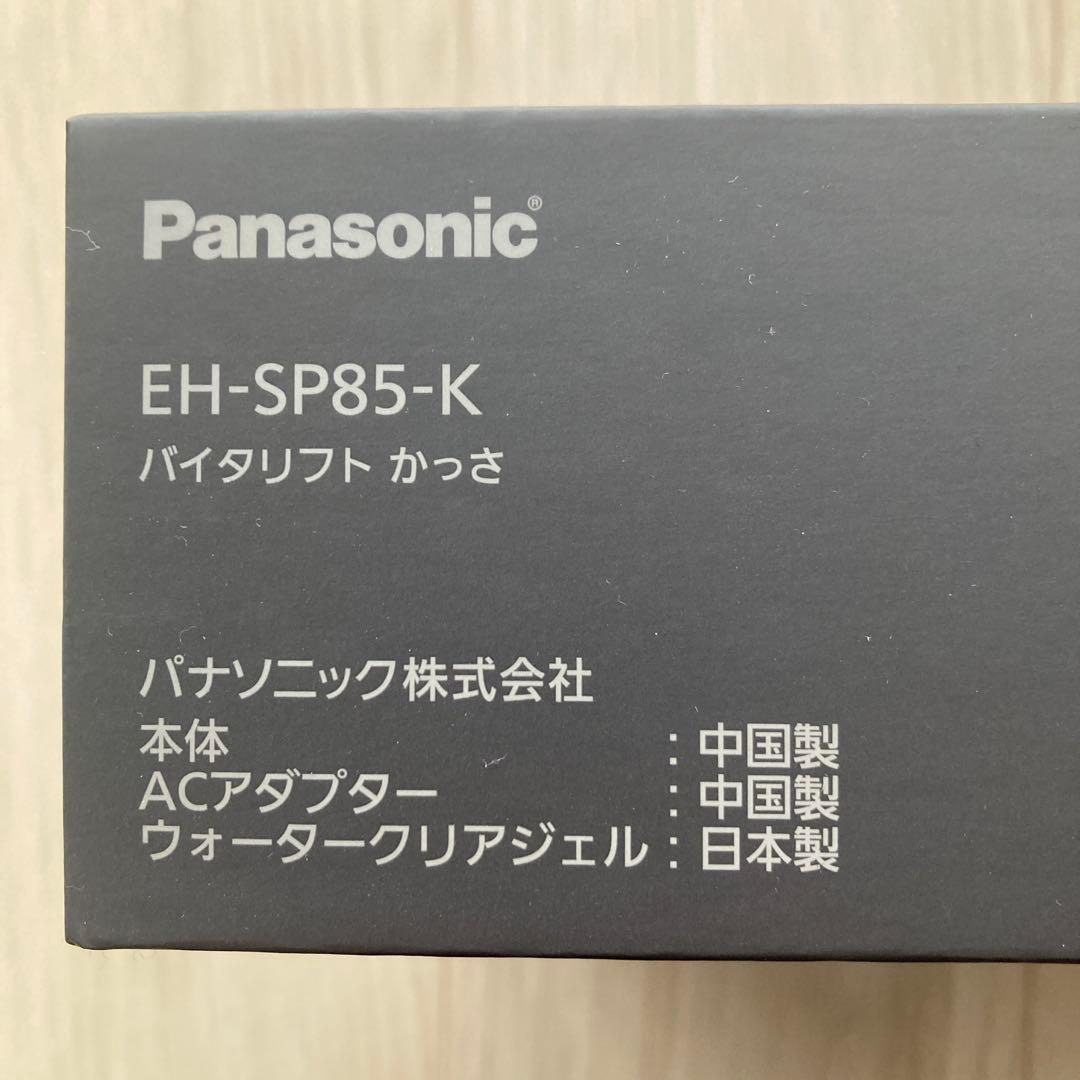 Panasonic®
EH-SP85-K
バイタリフト かっさ
パナソニック株式会社
本体 : 中国製
ACアダプター : 中国製
ウォータークリアジェル : 日本製